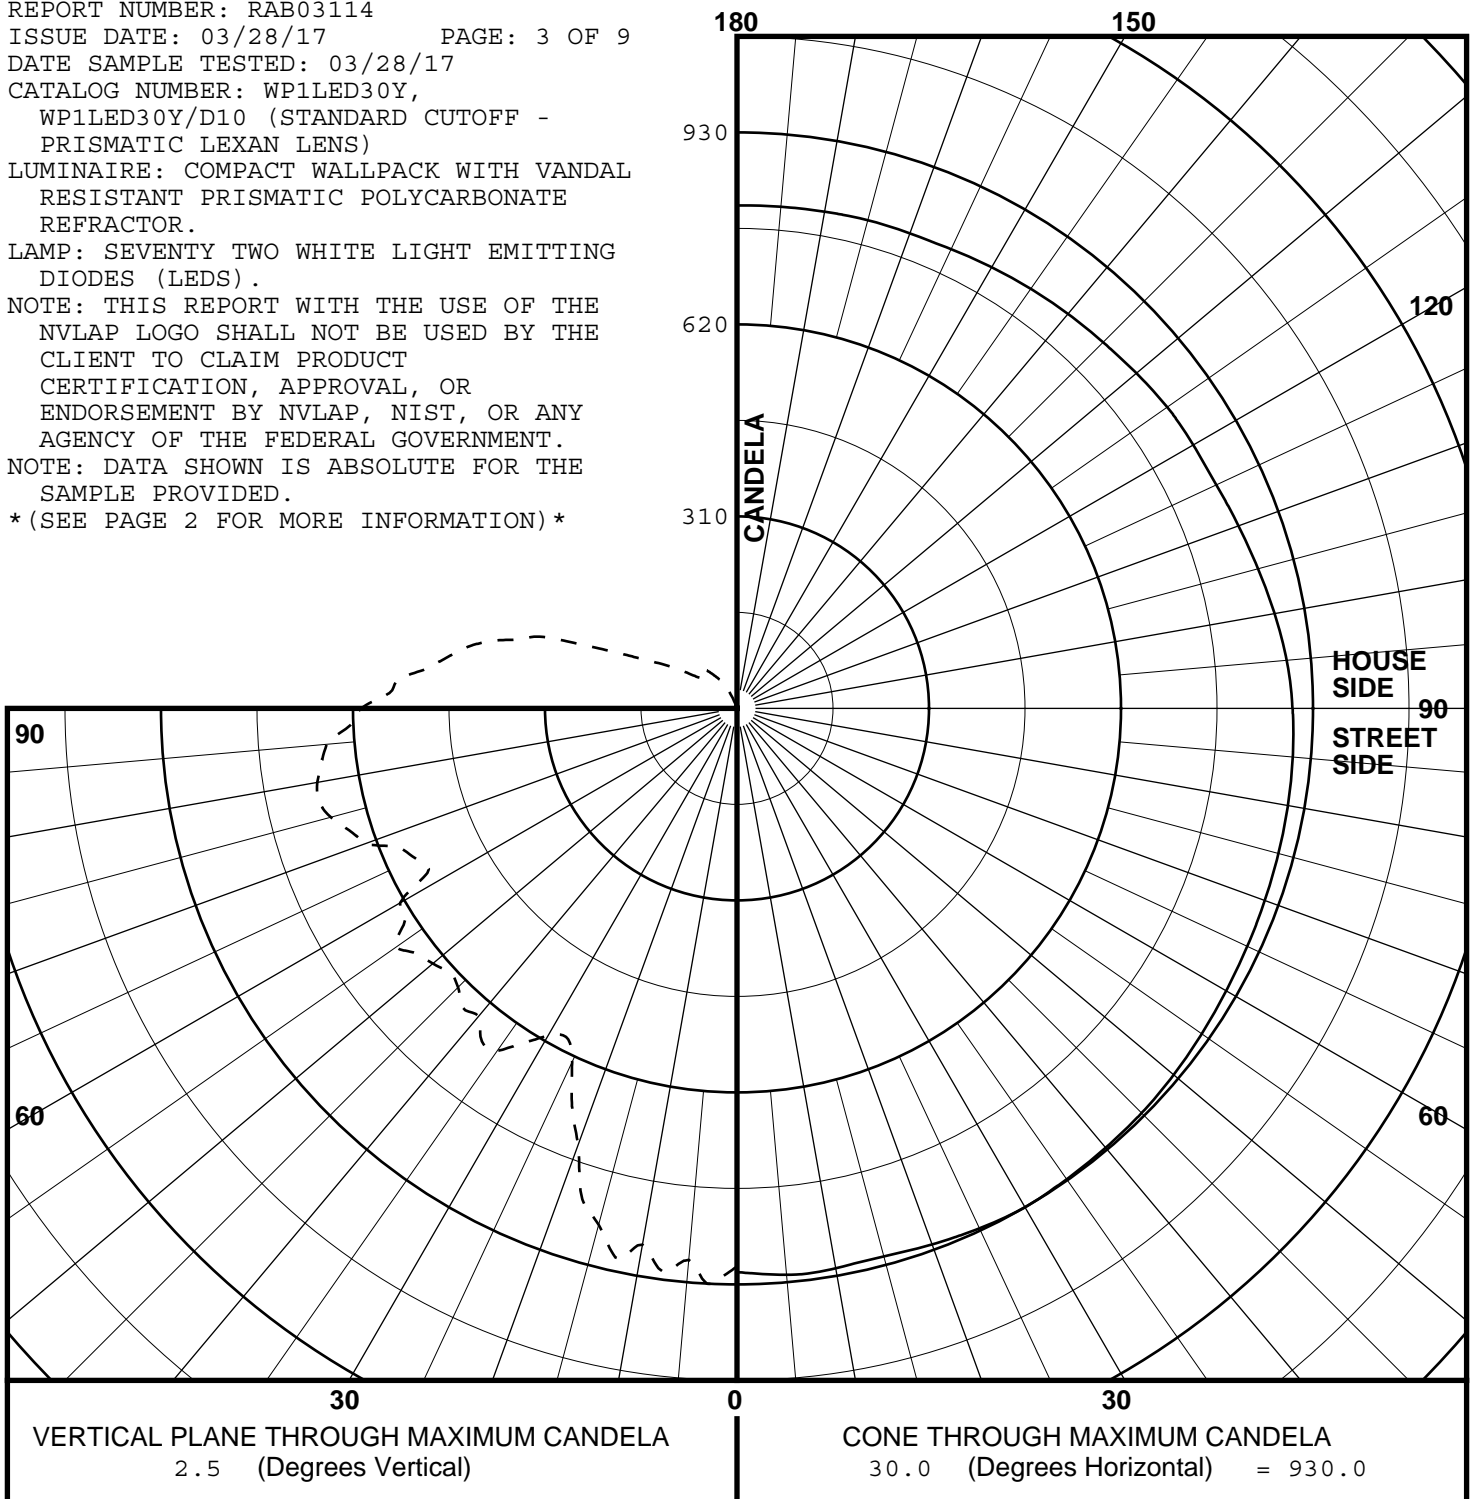 REPORT NUMBER: RAB03114
ISSUE DATE: 03/28/17 PAGE: 3 OF 9
DATE SAMPLE TESTED: 03/28/17
CATALOG NUMBER: WP1LED30Y,
WP1LED30Y/D10 (STANDARD CUTOFF -
PRISMATIC LEXAN LENS)
LUMINAIRE: COMPACT WALLPACK WITH VANDAL
RESISTANT PRISMATIC POLYCARBONATE
REFRACTOR.
LAMP: SEVENTY TWO WHITE LIGHT EMITTING
DIODES (LEDS).
NOTE: THIS REPORT WITH THE USE OF THE
NVLAP LOGO SHALL NOT BE USED BY THE
CLIENT TO CLAIM PRODUCT
CERTIFICATION, APPROVAL, OR
ENDORSEMENT BY NVLAP, NIST, OR ANY
AGENCY OF THE FEDERAL GOVERNMENT.
NOTE: DATA SHOWN IS ABSOLUTE FOR THE
SAMPLE PROVIDED.
*(SEE PAGE 2 FOR MORE INFORMATION)*
180
150
930
120
620
CANDELA
310
HOUSE
SIDE
90
90
STREET
SIDE
60
60
30
0
30
VERTICAL PLANE THROUGH MAXIMUM CANDELA
2.5 (Degrees Vertical)
CONE THROUGH MAXIMUM CANDELA
30.0 (Degrees Horizontal) = 930.0